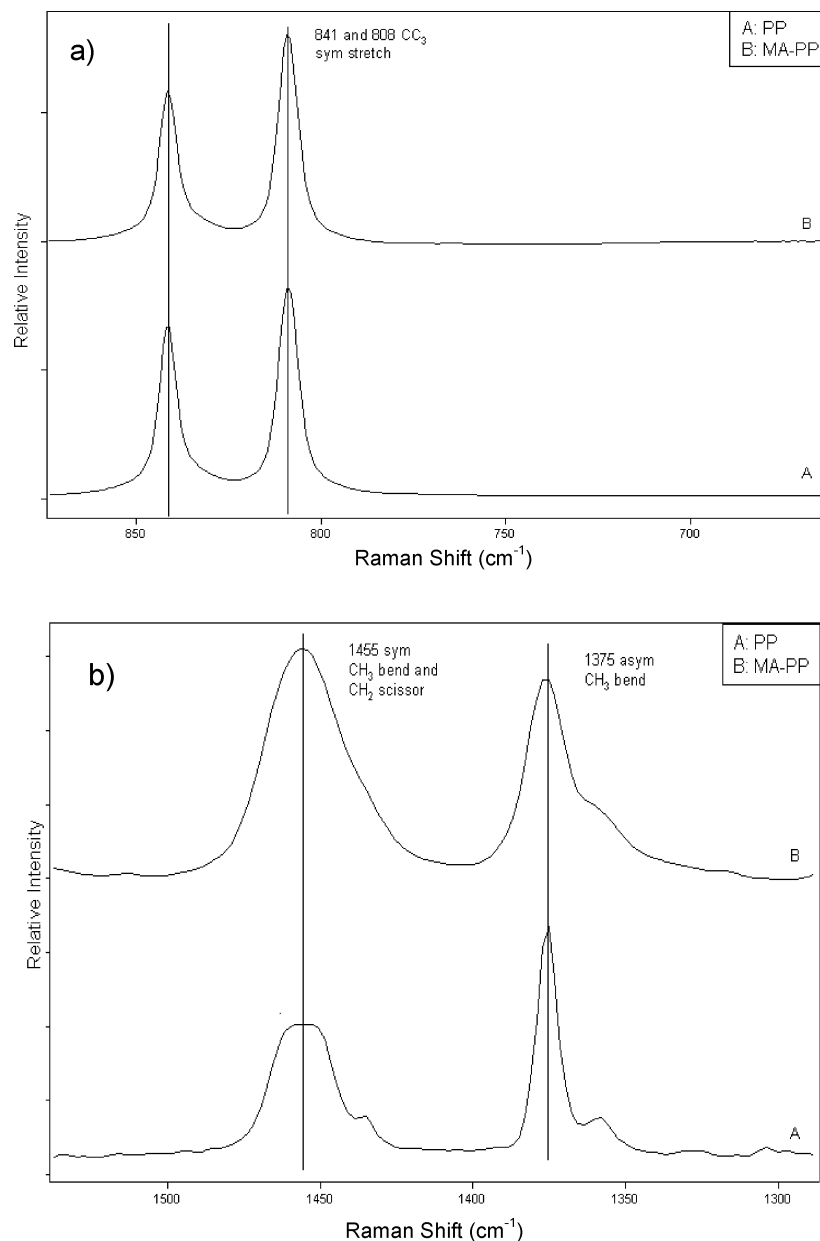 a)
841 and 808 CC₃
sym stretch
A: PP
B: MA-PP
Relative Intensity
B
A
850
800
750
700
Raman Shift (cm⁻¹)
b)
1455 sym
CH₃ bend and
CH₂ scissor
1375 asym
CH₃ bend
A: PP
B: MA-PP
Relative Intensity
B
A
1500
1450
1400
1350
1300
Raman Shift (cm⁻¹)